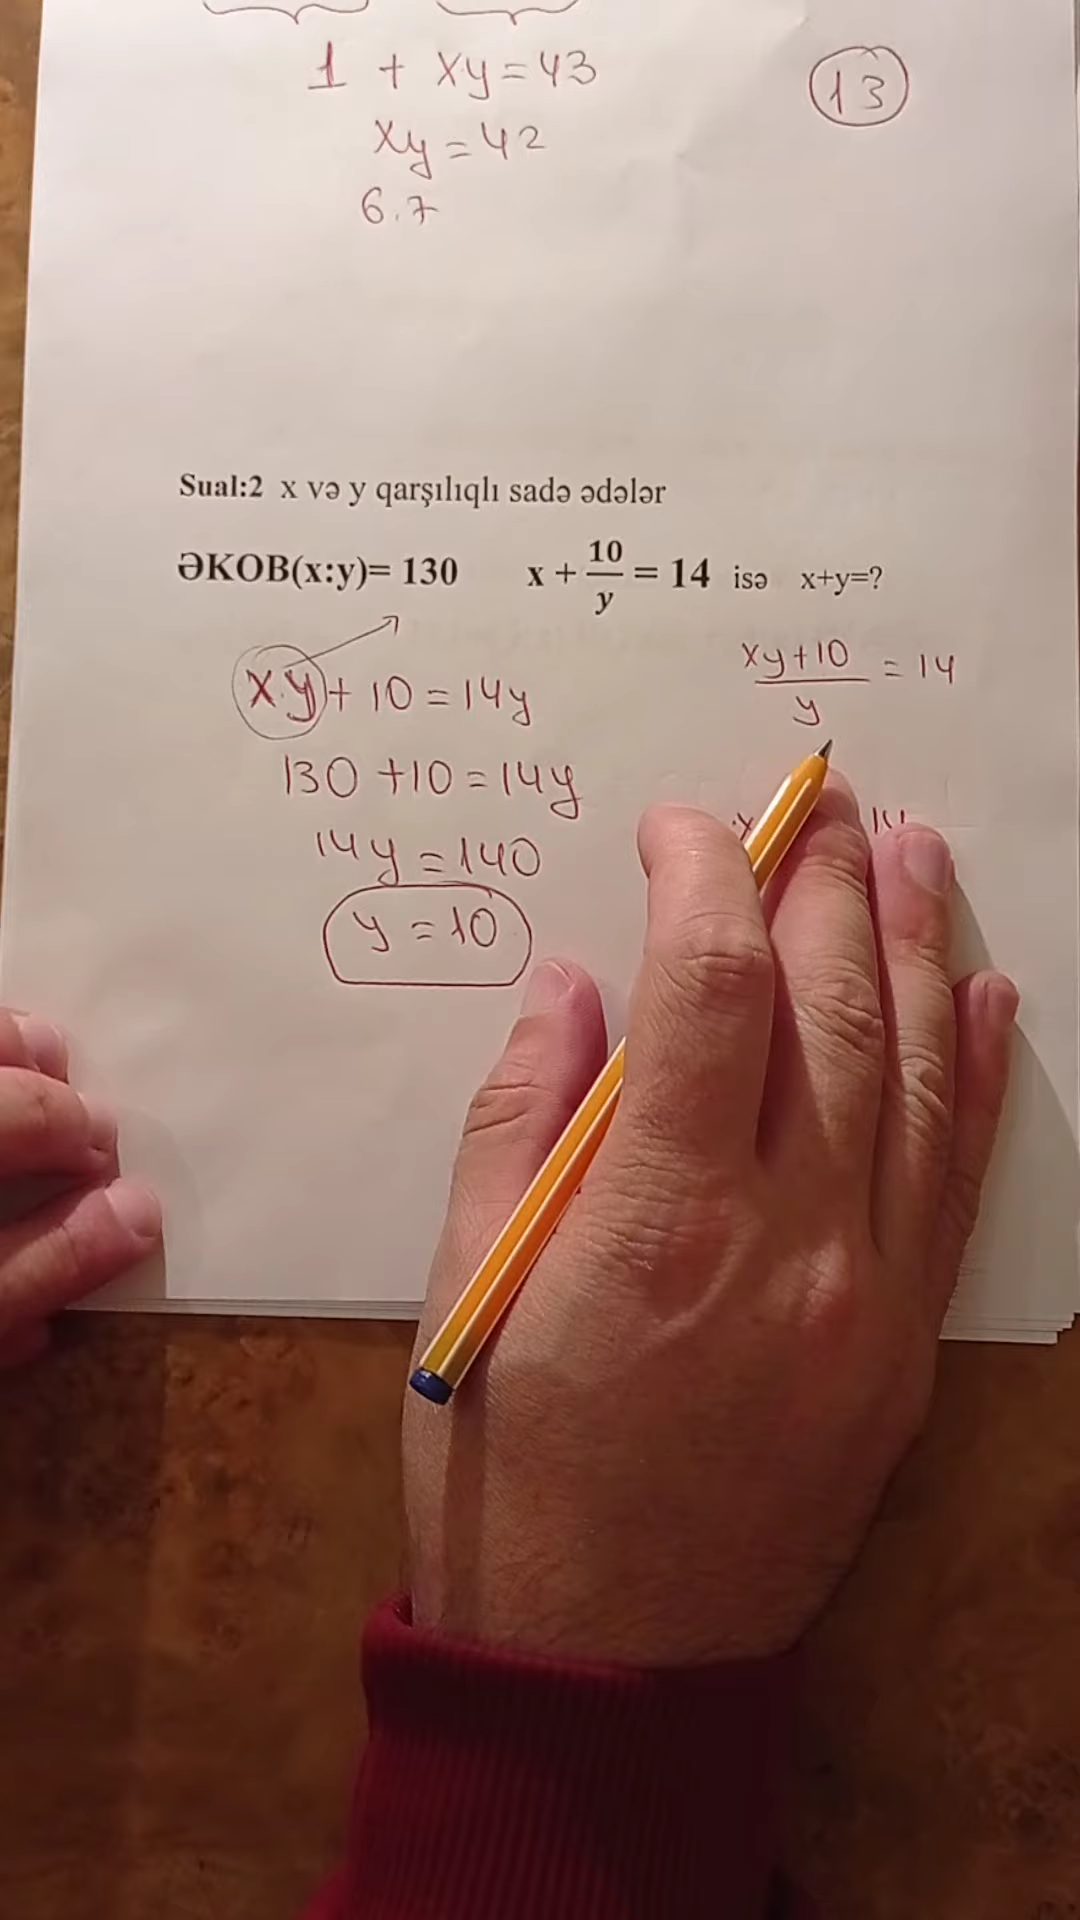 1 + xy = 43
13
xy = 42
6.7
Sual:2 x və y qarşılıqlı sadə ədələr
ƏKOB(x:y)= 130 x + 10/y = 14 isə x+y=?
x.y + 10 = 14y
xy+10/y = 14
130 + 10 = 14y
14y = 140
y = 10